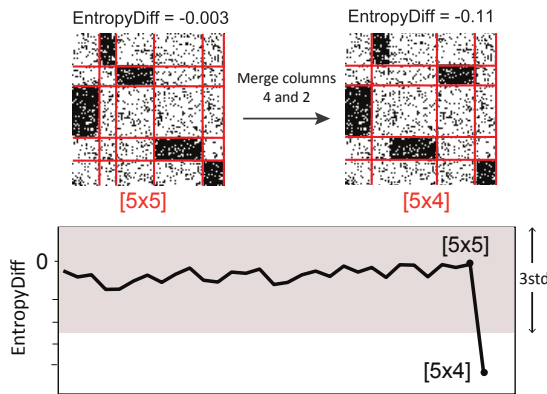 EntropyDiff = -0.003
EntropyDiff = -0.11
Merge columns
4 and 2
[5x5]
[5x4]
0
[5x5]
3std
EntropyDiff
[5x4]